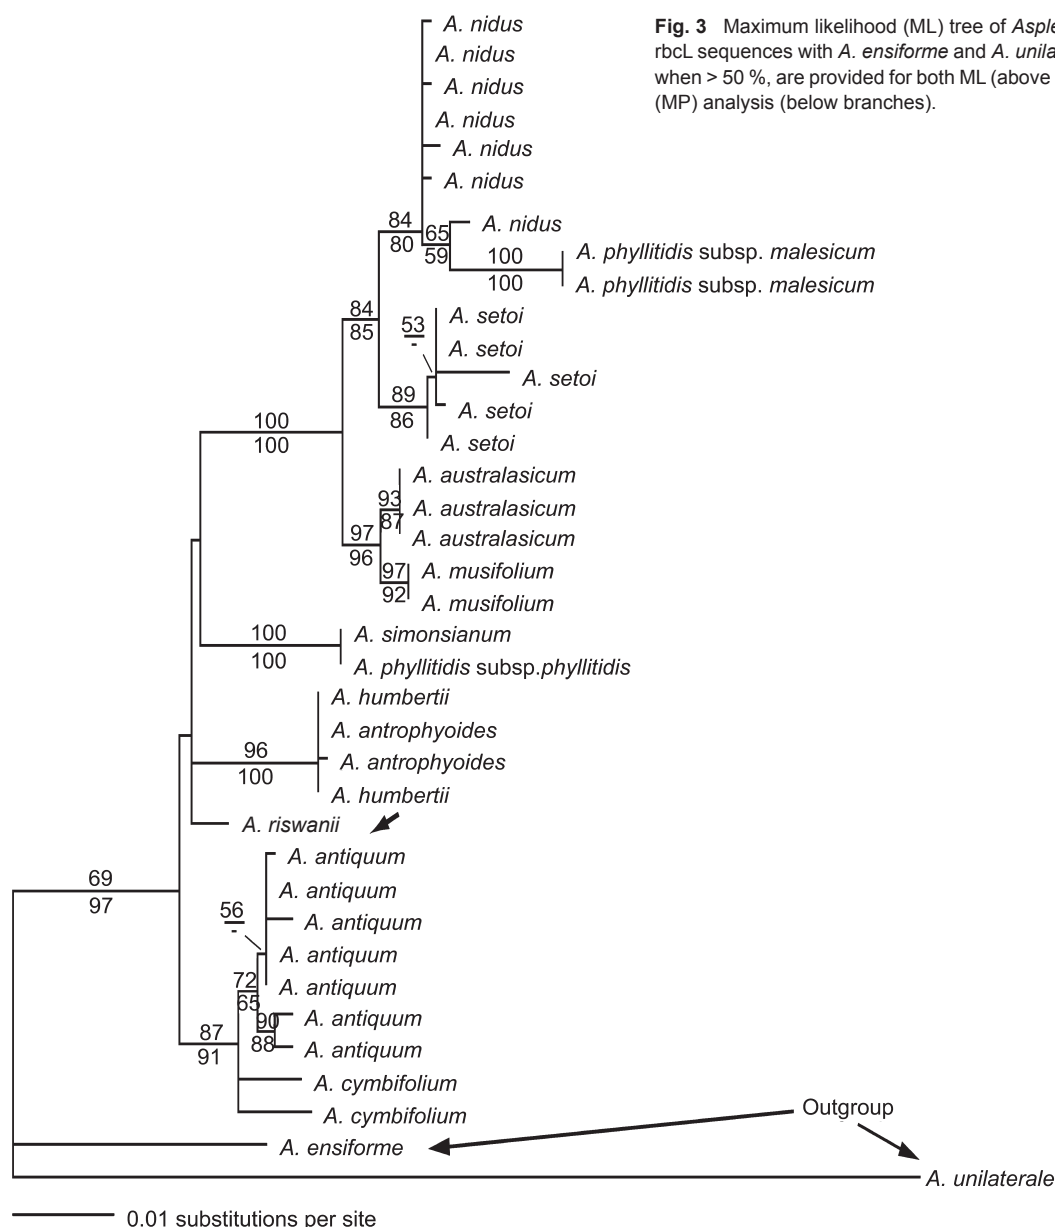 Fig. 3 Maximum likelihood (ML) tree of
rbcL sequences with A. ensiforme and A.
when > 50 %, are provided for both ML (above
(MP) analysis (below branches).
A. nidus
A. nidus
A. nidus
A. nidus
A. nidus
A. nidus
84
80
65
59
A. nidus
100
100
A. phyllitidis subsp. malesicum
A. phyllitidis subsp. malesicum
84
85
53
-
A. setoi
A. setoi
A. setoi
89
86
A. setoi
A. setoi
100
100
A. australasicum
93
87
A. australasicum
A. australasicum
97
96
97
92
A. musifolium
A. musifolium
100
100
A. simonsianum
A. phyllitidis subsp.phyllitidis
A. humbertii
A. antrophyoides
96
100
A. antrophyoides
A. humbertii
A. riswanii
69
97
A. antiquum
A. antiquum
56
-
A. antiquum
A. antiquum
A. antiquum
72
65
90
88
A. antiquum
A. antiquum
87
91
A. cymbifolium
A. cymbifolium
Outgroup
A. ensiforme
A. unilaterale
0.01 substitutions per site